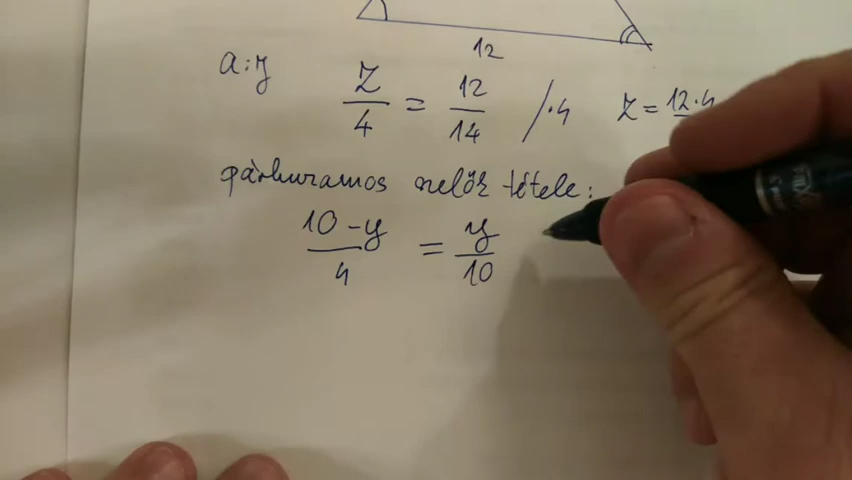 12
a:y z/4 = 12/14 /·4 z = 12·4
párhuzamos szelők tétele:
10-y/4 = y/10